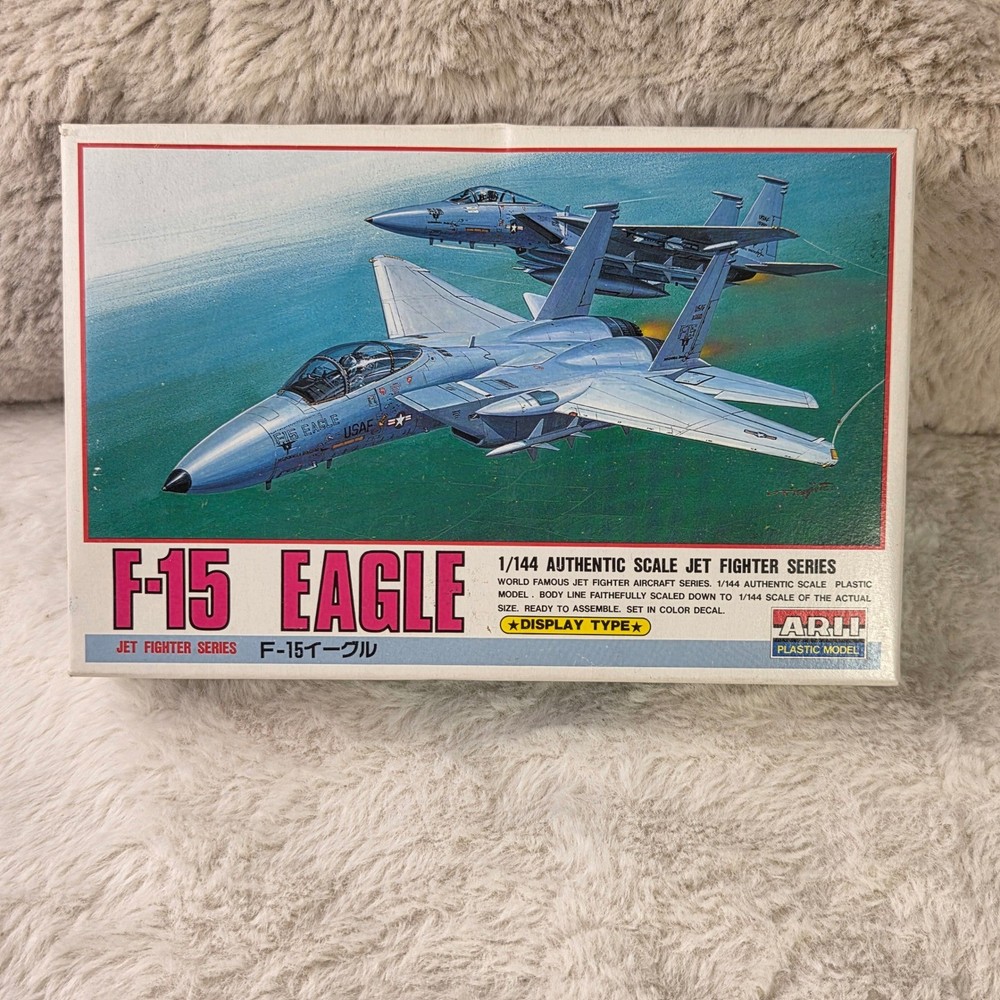 EAGLE
USAF
F-15 EAGLE
1/144 AUTHENTIC SCALE JET FIGHTER SERIES
WORLD FAMOUS JET FIGHTER AIRCRAFT SERIES. 1/144 AUTHENTIC SCALE PLASTIC
MODEL . BODY LINE FAITHEFULLY SCALED DOWN TO 1/144 SCALE OF THE ACTUAL
SIZE. READY TO ASSEMBLE. SET IN COLOR DECAL.
★DISPLAY TYPE★
ARII
PLASTIC MODEL
JET FIGHTER SERIES F-15イーグル